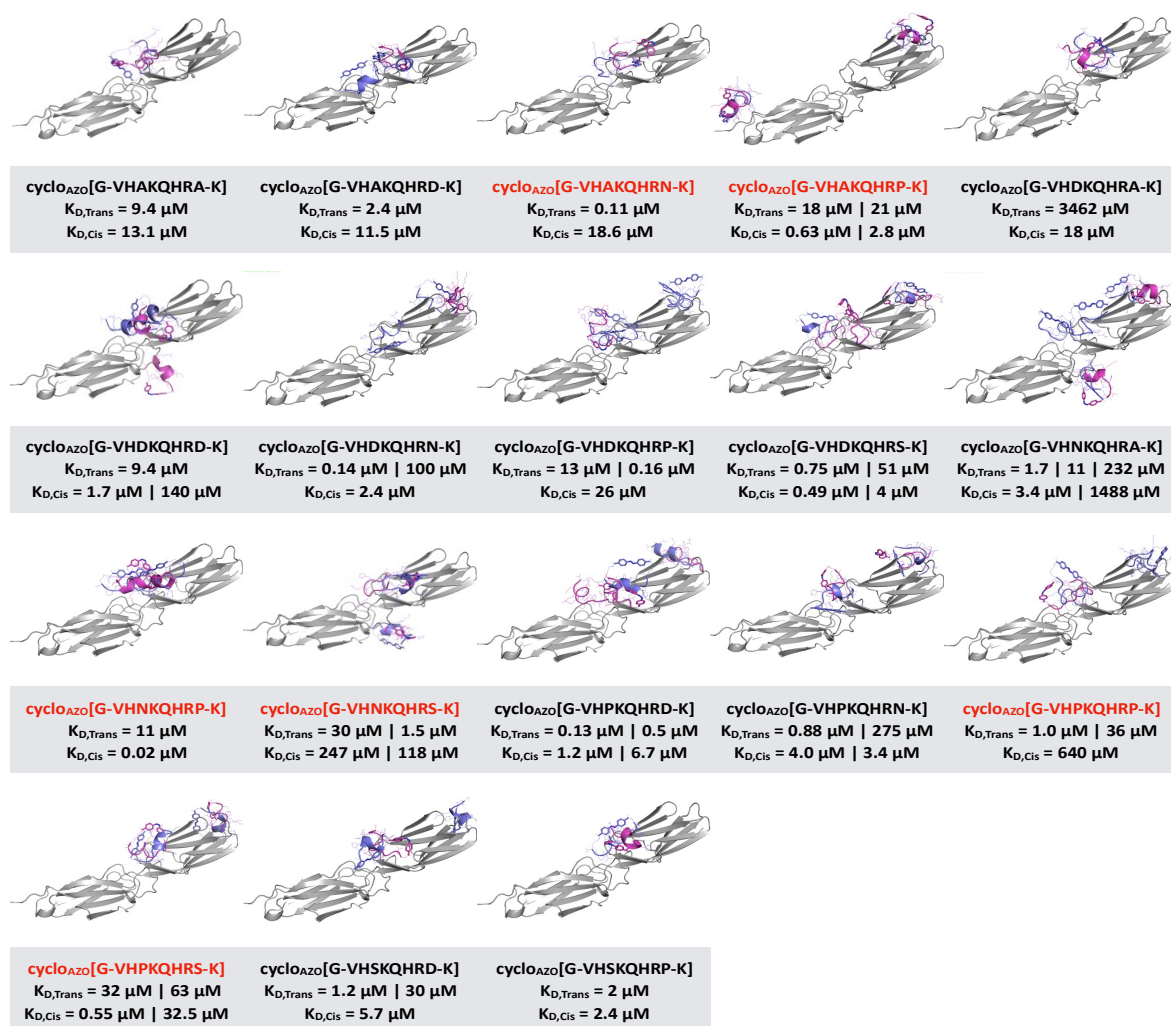 cycloAZO[G-VHAKQHRA-K]
KD,Trans = 9.4 µM
KD,Cis = 13.1 µM
cycloAZO[G-VHAKQHRD-K]
KD,Trans = 2.4 µM
KD,Cis = 11.5 µM
cycloAZO[G-VHAKQHRN-K]
KD,Trans = 0.11 µM
KD,Cis = 18.6 µM
cycloAZO[G-VHAKQHRP-K]
KD,Trans = 18 µM | 21 µM
KD,Cis = 0.63 µM | 2.8 µM
cycloAZO[G-VHDKQHRA-K]
KD,Trans = 3462 µM
KD,Cis = 18 µM
cycloAZO[G-VHDKQHRD-K]
KD,Trans = 9.4 µM
KD,Cis = 1.7 µM | 140 µM
cycloAZO[G-VHDKQHRN-K]
KD,Trans = 0.14 µM | 100 µM
KD,Cis = 2.4 µM
cycloAZO[G-VHDKQHRP-K]
KD,Trans = 13 µM | 0.16 µM
KD,Cis = 26 µM
cycloAZO[G-VHDKQHRS-K]
KD,Trans = 0.75 µM | 51 µM
KD,Cis = 0.49 µM | 4 µM
cycloAZO[G-VHNKQHRA-K]
KD,Trans = 1.7 | 11 | 232 µM
KD,Cis = 3.4 µM | 1488 µM
cycloAZO[G-VHNKQHRP-K]
KD,Trans = 11 µM
KD,Cis = 0.02 µM
cycloAZO[G-VHNKQHRS-K]
KD,Trans = 30 µM | 1.5 µM
KD,Cis = 247 µM | 118 µM
cycloAZO[G-VHPKQHRD-K]
KD,Trans = 0.13 µM | 0.5 µM
KD,Cis = 1.2 µM | 6.7 µM
cycloAZO[G-VHPKQHRN-K]
KD,Trans = 0.88 µM | 275 µM
KD,Cis = 4.0 µM | 3.4 µM
cycloAZO[G-VHPKQHRP-K]
KD,Trans = 1.0 µM | 36 µM
KD,Cis = 640 µM
cycloAZO[G-VHPKQHRS-K]
KD,Trans = 32 µM | 63 µM
KD,Cis = 0.55 µM | 32.5 µM
cycloAZO[G-VHSKQHRD-K]
KD,Trans = 1.2 µM | 30 µM
KD,Cis = 5.7 µM
cycloAZO[G-VHSKQHRP-K]
KD,Trans = 2 µM
KD,Cis = 2.4 µM